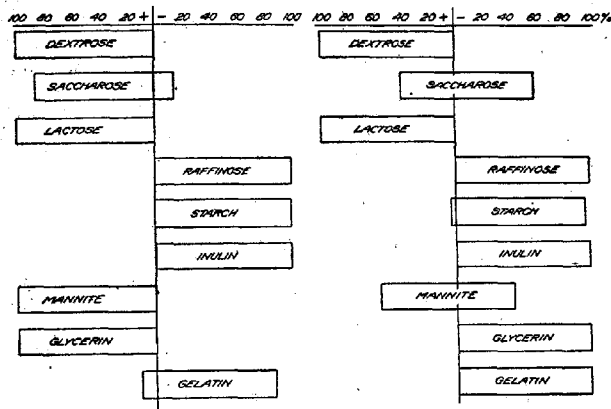 100 80 60 40 20 + - 20 40 60 80 100
DEXTROSE
SACCHAROSE
LACTOSE
RAFFINOSE
STARCH
INULIN
MANNITE
GLYCERIN
GELATIN
100 80 60 40 20 + - 20 40 60 80 100%
DEXTROSE
SACCHAROSE
LACTOSE
RAFFINOSE
STARCH
INULIN
MANNITE
GLYCERIN
GELATIN